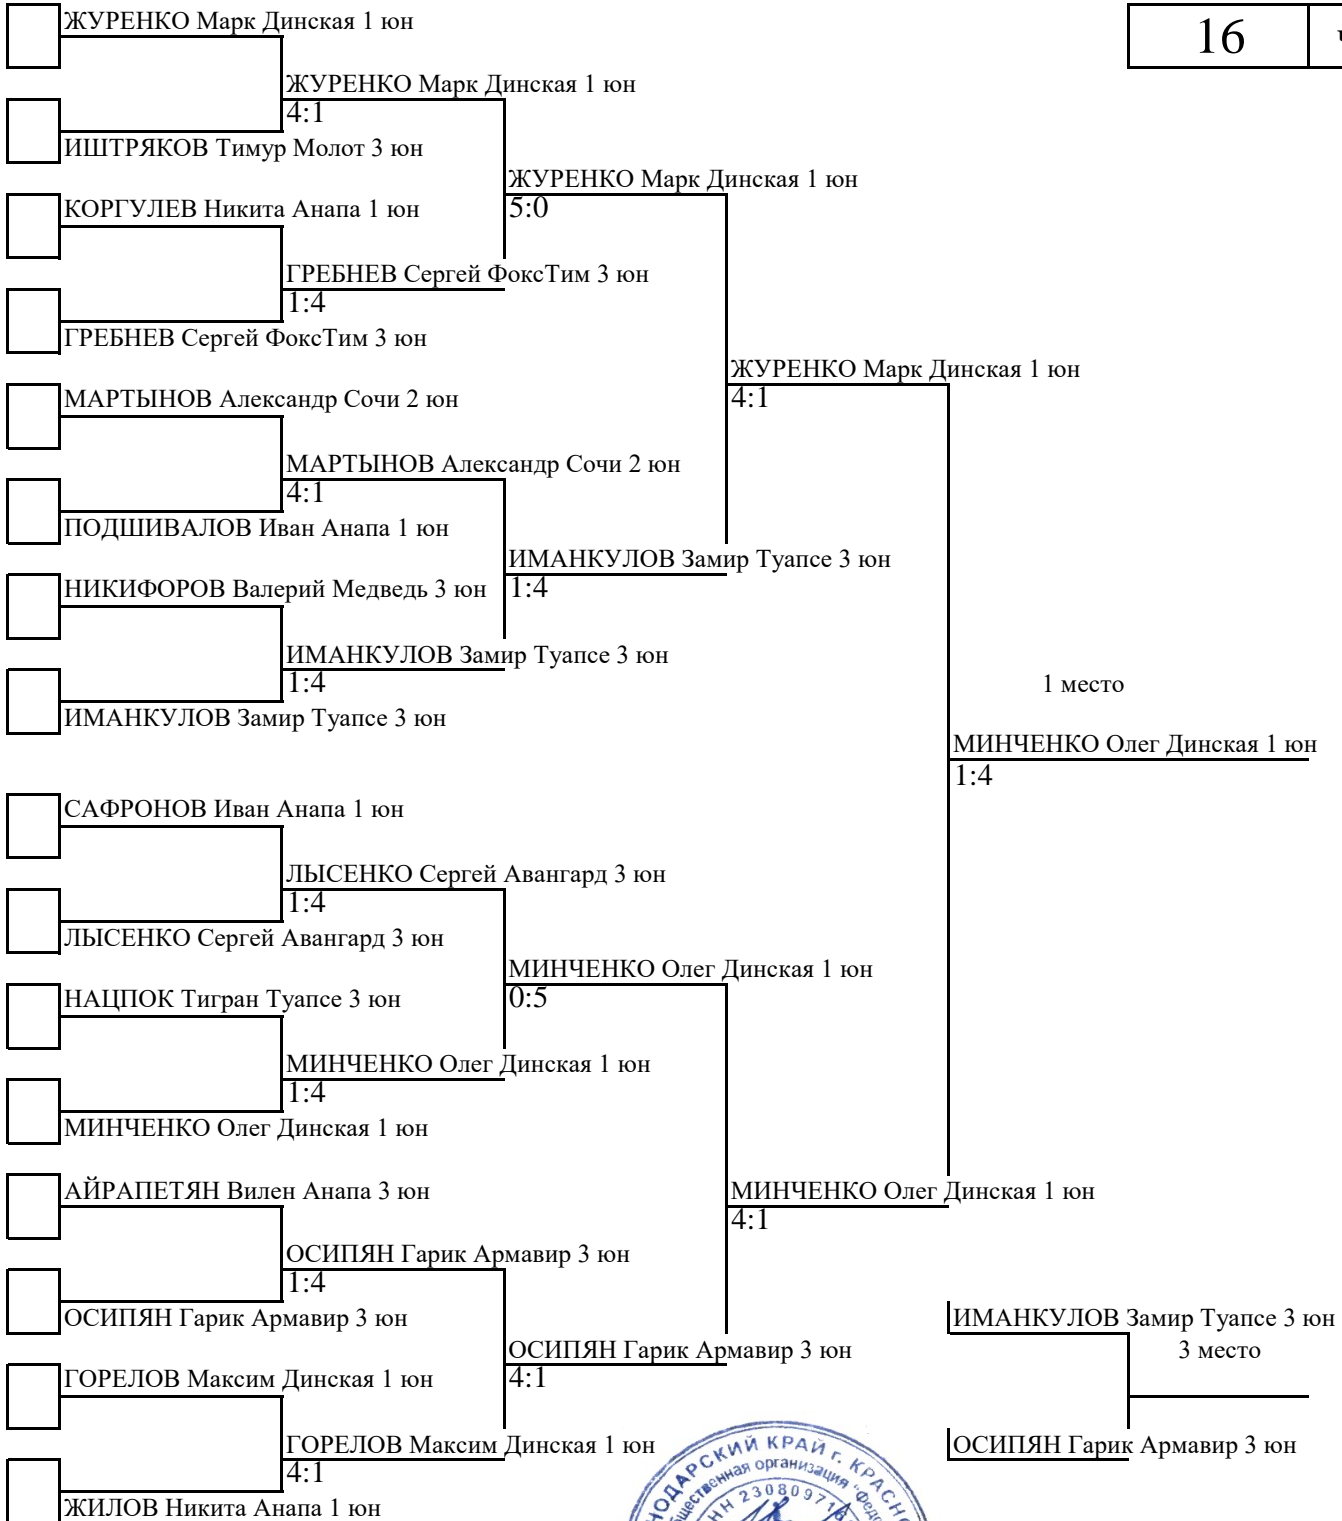 ЖУРЕНКО Марк Динская 1 юн
16
ЖУРЕНКО Марк Динская 1 юн
4:1
ИШТРЯКОВ Тимур Молот 3 юн
ЖУРЕНКО Марк Динская 1 юн
5:0
КОРГУЛЕВ Никита Анапа 1 юн
ГРЕБНЕВ Сергей ФоксТим 3 юн
1:4
ГРЕБНЕВ Сергей ФоксТим 3 юн
ЖУРЕНКО Марк Динская 1 юн
4:1
МАРТЫНОВ Александр Сочи 2 юн
МАРТЫНОВ Александр Сочи 2 юн
4:1
ПОДШИВАЛОВ Иван Анапа 1 юн
ИМАНКУЛОВ Замир Туапсе 3 юн
1:4
НИКИФОРОВ Валерий Медведь 3 юн
ИМАНКУЛОВ Замир Туапсе 3 юн
1:4
ИМАНКУЛОВ Замир Туапсе 3 юн
1 место
МИНЧЕНКО Олег Динская 1 юн
1:4
САФРОНОВ Иван Анапа 1 юн
ЛЫСЕНКО Сергей Авангард 3 юн
1:4
ЛЫСЕНКО Сергей Авангард 3 юн
МИНЧЕНКО Олег Динская 1 юн
0:5
НАЦПОК Тигран Туапсе 3 юн
МИНЧЕНКО Олег Динская 1 юн
1:4
МИНЧЕНКО Олег Динская 1 юн
АЙРАПЕТЯН Вилен Анапа 3 юн
МИНЧЕНКО Олег Динская 1 юн
4:1
ОСИПЯН Гарик Армавир 3 юн
1:4
ОСИПЯН Гарик Армавир 3 юн
ИМАНКУЛОВ Замир Туапсе 3 юн
3 место
ОСИПЯН Гарик Армавир 3 юн
4:1
ГОРЕЛОВ Максим Динская 1 юн
ГОРЕЛОВ Максим Динская 1 юн
4:1
ОСИПЯН Гарик Армавир 3 юн
ЖИЛОВ Никита Анапа 1 юн
КИЙ КРАЙ г.
организация